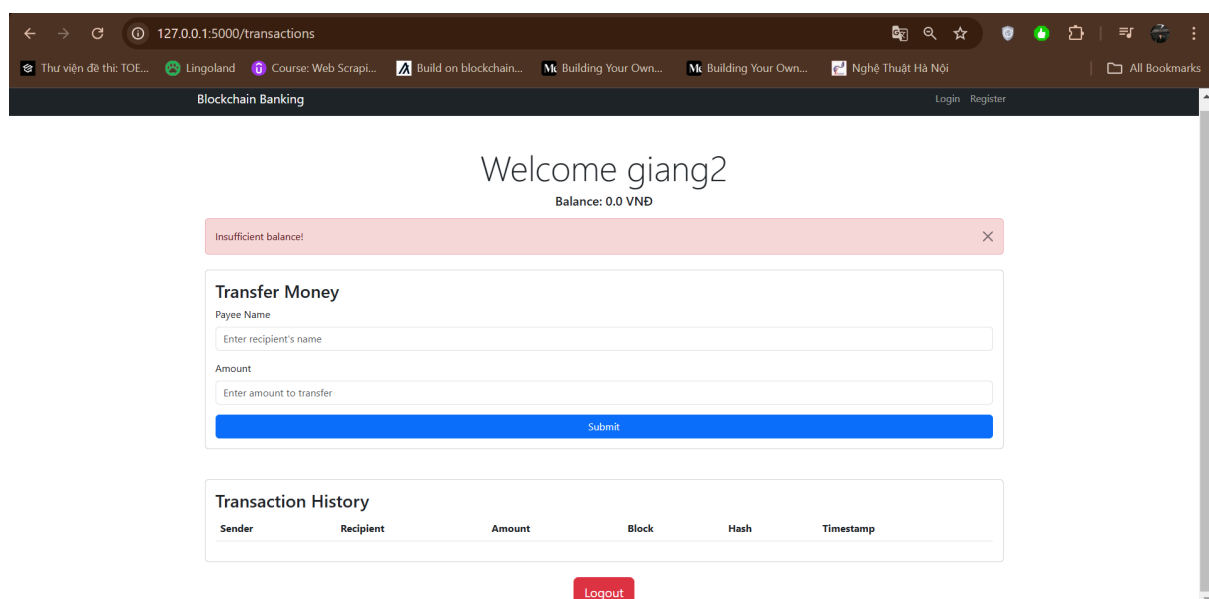 127.0.0.1:5000/transactions
Thư viện đề thi: TOE... Lingoland Course: Web Scrapi... Build on blockchain... Building Your Own... Building Your Own... Nghệ Thuật Hà Nội All Bookmarks
Blockchain Banking Login Register
Welcome giang2
Balance: 0.0 VNĐ
Insufficient balance!
Transfer Money
Payee Name
Enter recipient's name
Amount
Enter amount to transfer
Submit
Transaction History
Sender Recipient Amount Block Hash Timestamp
Logout